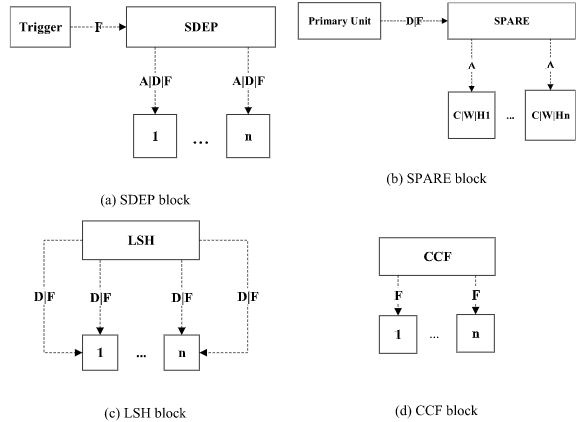 Trigger
F
SDEP
A|D|F
A|D|F
1
...
n
(a) SDEP block
Primary Unit
D|F
SPARE
A
A
C|W|H1
...
C|W|Hn
(b) SPARE block
LSH
D|F
D|F
D|F
D|F
1
...
n
(c) LSH block
CCF
F
F
1
...
n
(d) CCF block